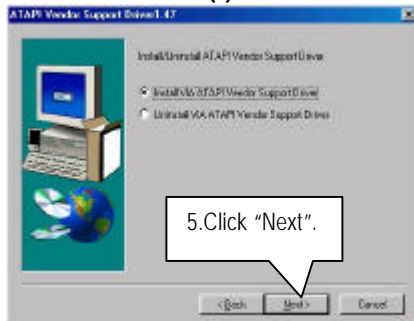 ATAPI Vendor Support Driver1.47
Install/Uninstall ATAPI Vendor Support Driver
Install VIA ATAPI Vendor Support Driver
Uninstall VIA ATAPI Vendor Support Driver
5.Click “Next”.
<Back
Next>
Cancel